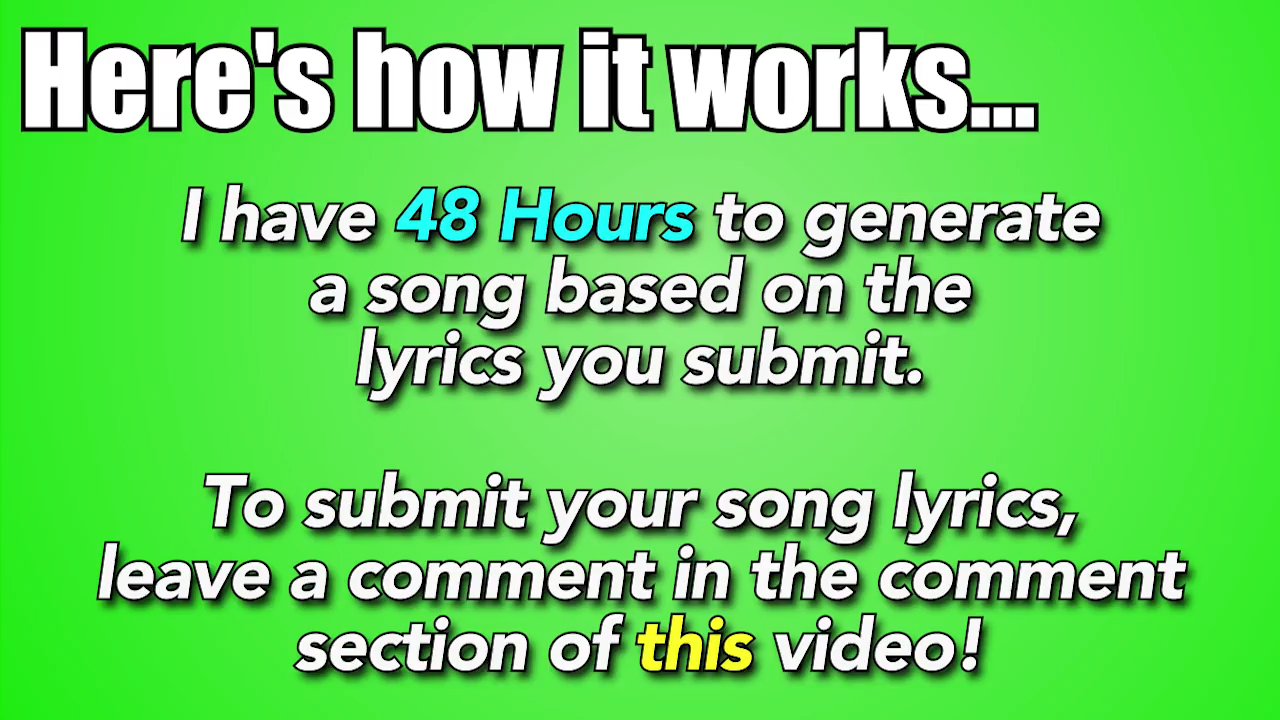 Here's how it works...
I have 48 Hours to generate
a song based on the
lyrics you submit.
To submit your song lyrics,
leave a comment in the comment
section of this video!